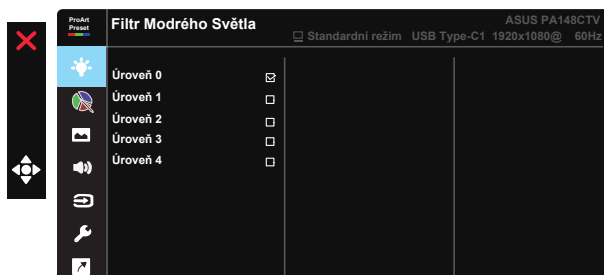 ProArt
Preset
Filtr Modrého Světla
ASUS PA148CTV
Standardní režim USB Type-C1 1920x1080@ 60Hz
Úroveň 0
Úroveň 1
Úroveň 2
Úroveň 3
Úroveň 4